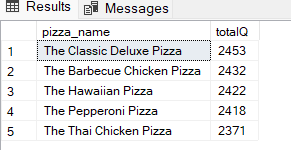 Results Messages
pizza_name totalQ
1 The Classic Deluxe Pizza 2453
2 The Barbecue Chicken Pizza 2432
3 The Hawaiian Pizza 2422
4 The Pepperoni Pizza 2418
5 The Thai Chicken Pizza 2371